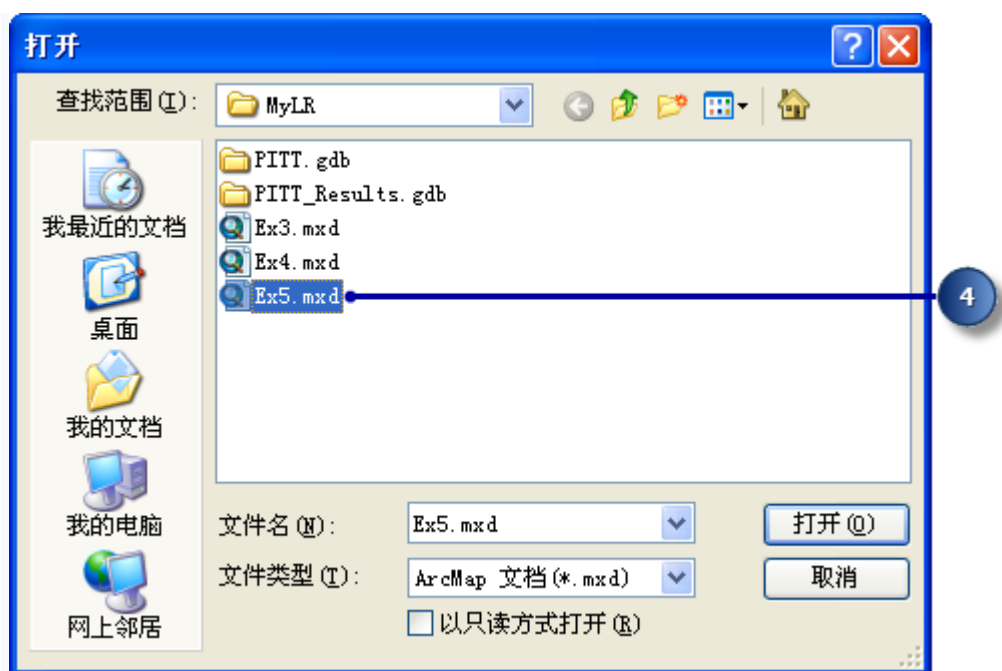 打开
查找范围(I):
MyLR
PITT.gdb
PITT_Results.gdb
Ex3.mxd
Ex4.mxd
Ex5.mxd
4
我最近的文档
桌面
我的文档
我的电脑
网上邻居
文件名(N):
Ex5.mxd
打开(O)
文件类型(T):
ArcMap 文档(*.mxd)
取消
以只读方式打开(R)